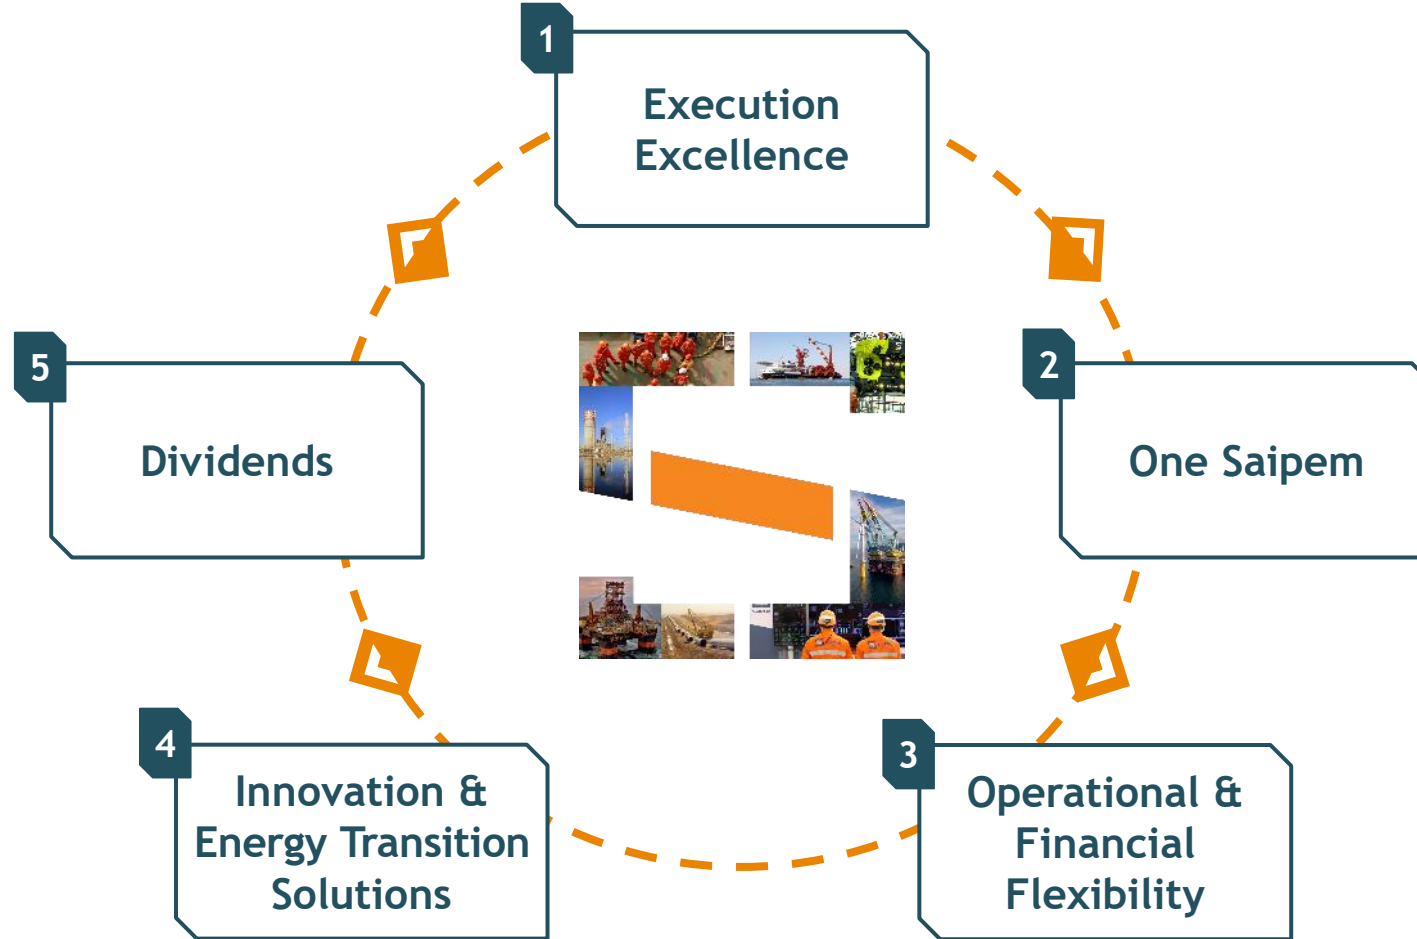 1
Execution
Excellence
2
One Saipem
3
Operational &
Financial
Flexibility
4
Innovation &
Energy Transition
Solutions
5
Dividends